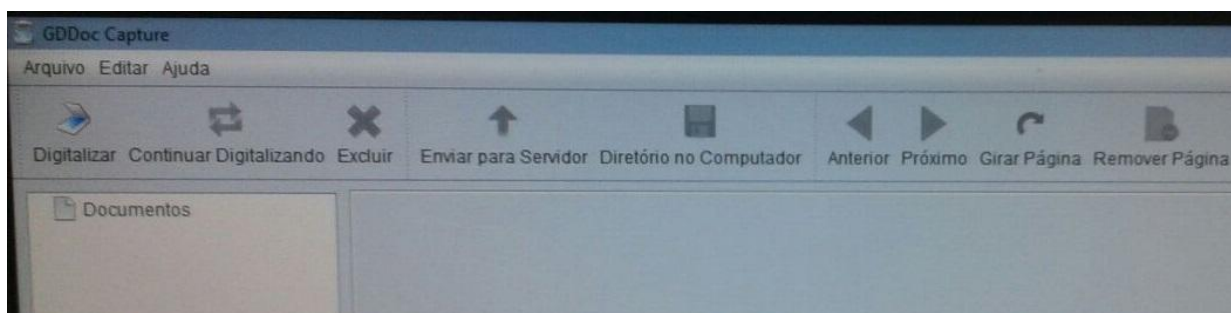 GDDoc Capture
Arquivo Editar Ajuda
Digitalizar Continuar Digitalizando Excluir Enviar para Servidor Diretório no Computador Anterior Próximo Girar Página Remover Página
Documentos